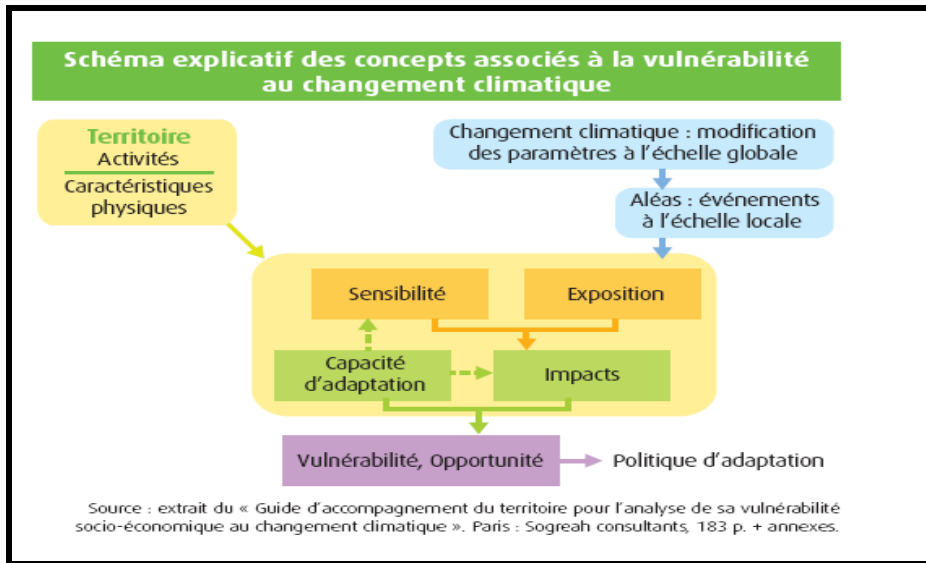 Schéma explicatif des concepts associés à la vulnérabilité
au changement climatique
Territoire
Activités
Caractéristiques
physiques
Changement climatique : modification
des paramètres à l'échelle globale
Aléas : événements
à l'échelle locale
Sensibilité
Exposition
Capacité
d'adaptation
Impacts
Vulnérabilité, Opportunité
Politique d'adaptation
Source : extrait du « Guide d'accompagnement du territoire pour l'analyse de sa vulnérabilité
socio-économique au changement climatique ». Paris : Sogreah consultants, 183 p. + annexes.